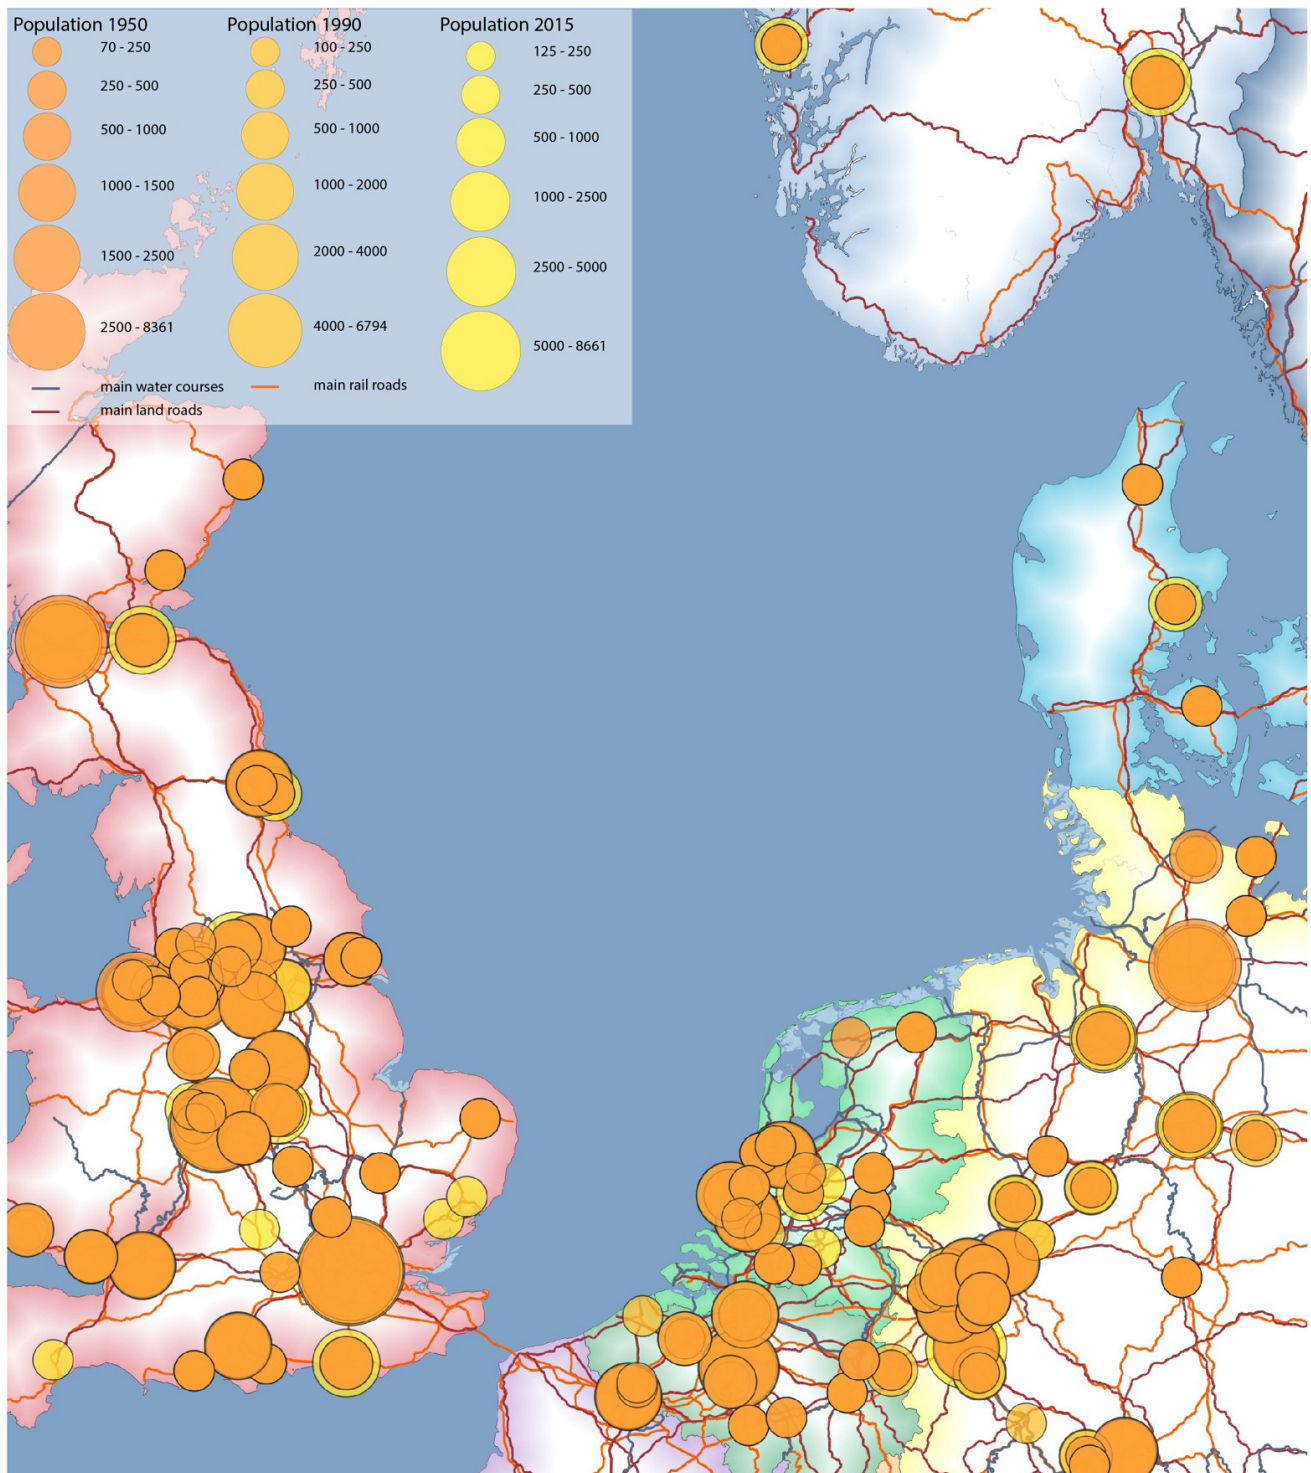 Population 1950
70 - 250
250 - 500
500 - 1000
1000 - 1500
1500 - 2500
2500 - 8361
Population 1990
100 - 250
250 - 500
500 - 1000
1000 - 2000
2000 - 4000
4000 - 6794
Population 2015
125 - 250
250 - 500
500 - 1000
1000 - 2500
2500 - 5000
5000 - 8661
main water courses
main rail roads
main land roads